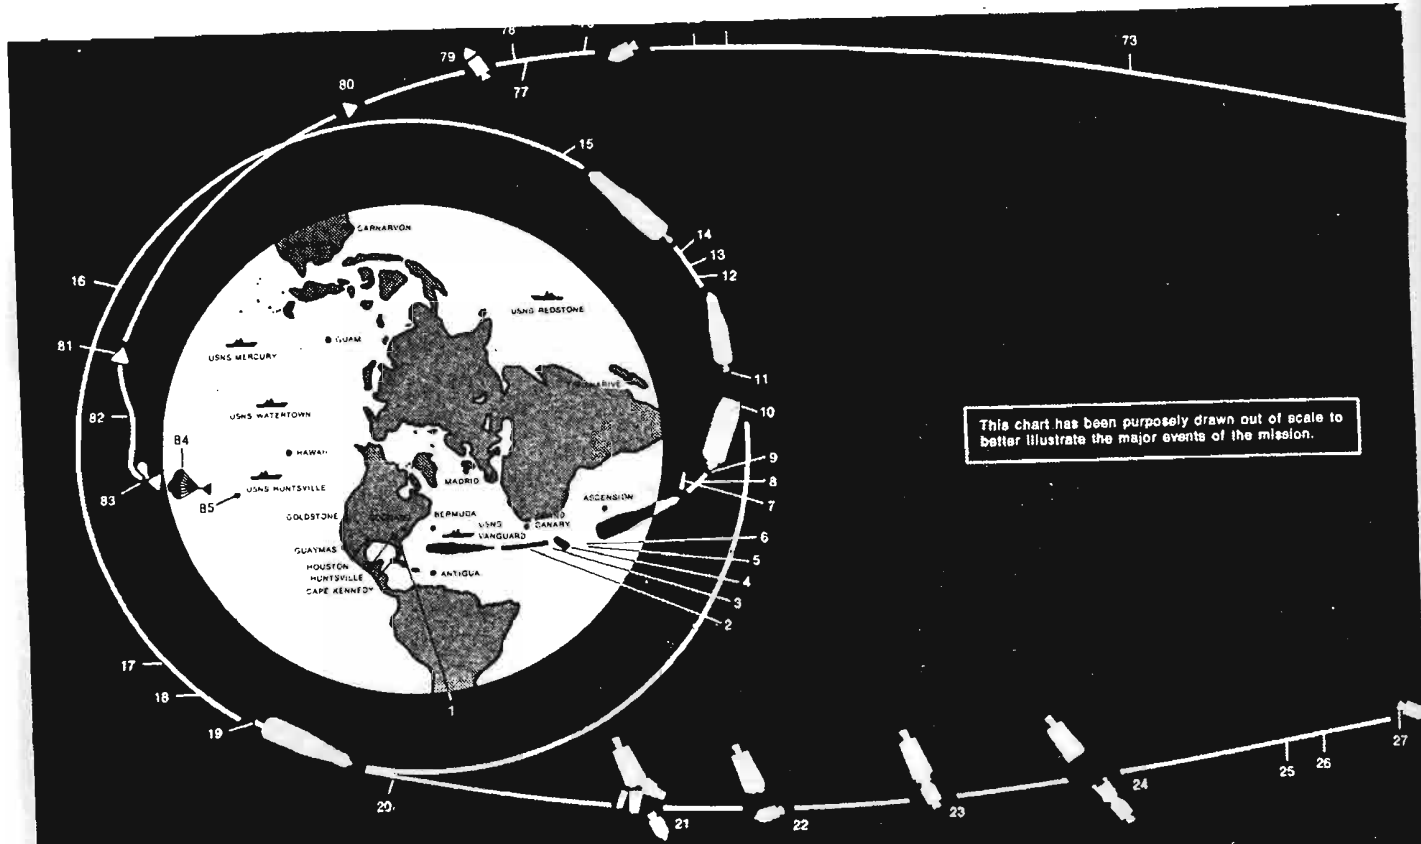 78
79
77
73
80
15
14
13
12
16
CARNARVON
USNS REDSTONE
81
USNS MERCURY
GUAM
11
10
82
USNS WATERTOWN
This chart has been purposely drawn out of scale to
better illustrate the major events of the mission.
84
HAWAII
9
8
7
83
85
USNS HUNTSVILLE
MADRID
ASCENSION
GOLDSTONE
BERMUDA
USNS
VANGUARD
CANARY
6
5
4
3
2
GUAYMAS
HOUSTON
HUNTSVILLE
CAPE KENNEDY
ANTIGUA
17
18
19
1
20
21
22
23
24
25
26
27